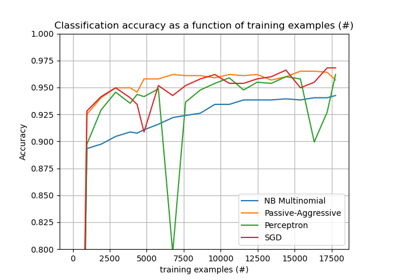 Classification accuracy as a function of training examples (#)
1.000
0.975
0.950
0.925
0.900
0.875
0.850
0.825
0.800
Accuracy
NB Multinomial
Passive-Aggressive
Perceptron
SGD
0 2500 5000 7500 10000 12500 15000 17500
training examples (#)